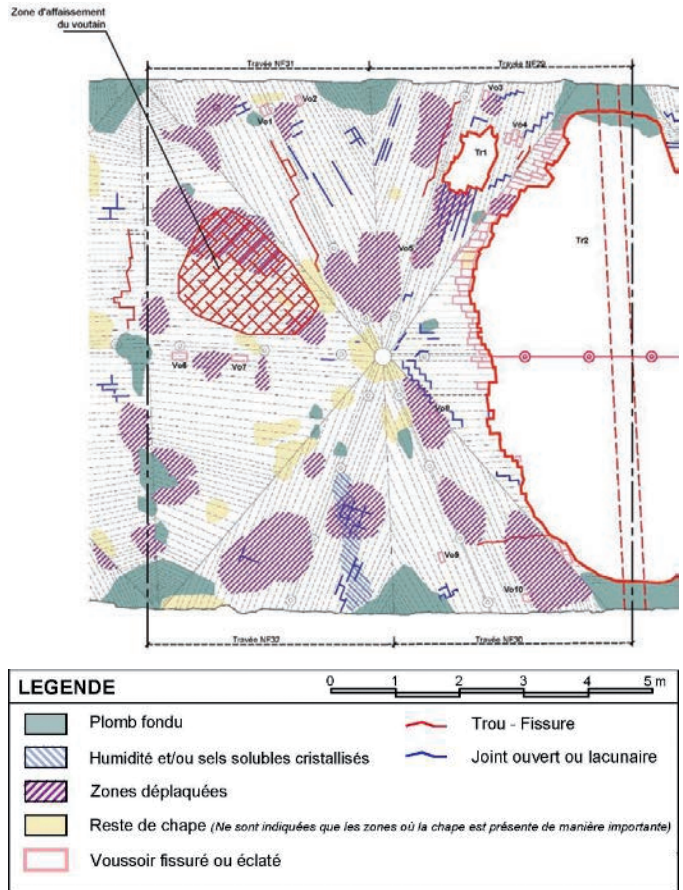 Zone d'affaissement
du voutain
Travée NF31
Travée NF29
Vo1
Vo2
Vo3
Vo4
Tr1
Tr2
Vo5
Vo6
Vo7
Vo8
Vo9
Vo10
Travée NF32
Travée NF30
LEGENDE
0 1 2 3 4 5 m
Plomb fondu
Trou - Fissure
Humidité et/ou sels solubles cristallisés
Joint ouvert ou lacunaire
Zones déplaquées
Reste de chape (Ne sont indiquées que les zones où la chape est présente de manière importante)
Voussoir fissuré ou éclaté